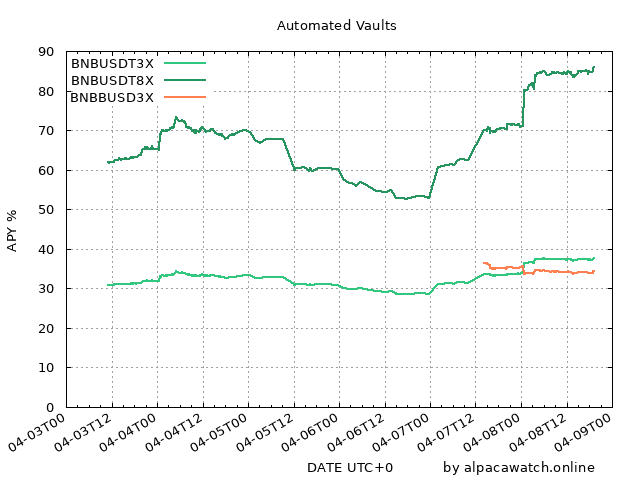 Automated Vaults
BNBUSDT3X
BNBUSDT8X
BNBBUSD3X
APY %
90
80
70
60
50
40
30
20
10
0
04-03T00
04-03T12
04-04T00
04-04T12
04-05T00
04-05T12
04-06T00
04-06T12
04-07T00
04-07T12
04-08T00
04-08T12
04-09T00
DATE UTC+0
by alpacawatch.online